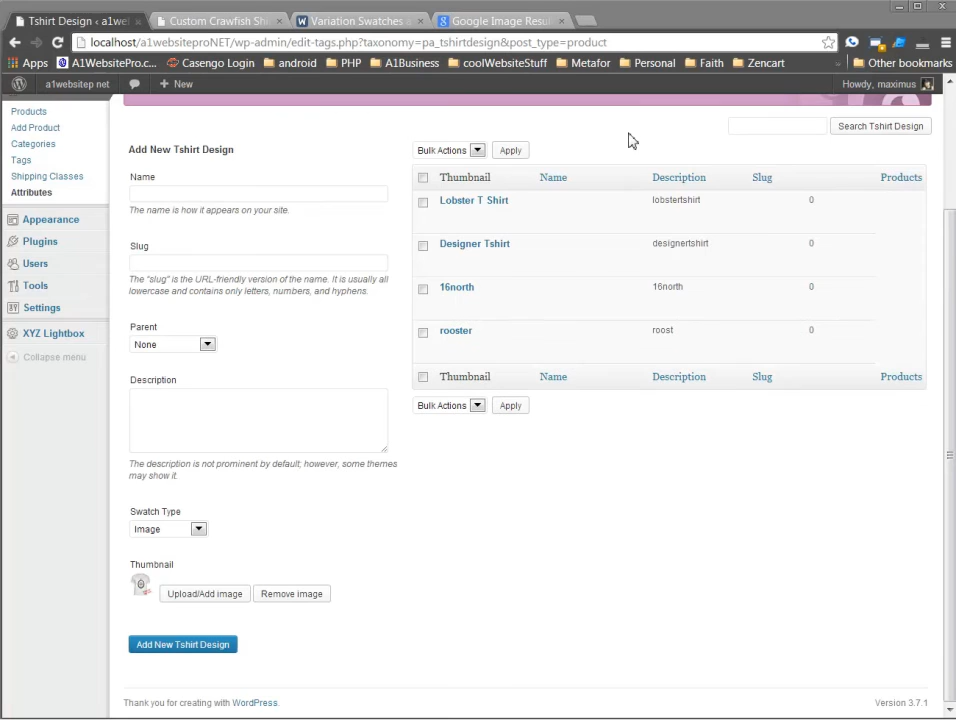 Tshirt Design ‹ a1we
Custom Crawfish Shi
Variation Swatches a
Google Image Resu
localhost/a1websiteproNET/wp-admin/edit-tags.php?taxonomy=pa_tshirtdesign&post_type=product
Apps A1WebsitePro.c... Casengo Login android PHP A1Business coolWebsiteStuff Metafor Personal Faith Zencart Other bookmarks
a1websitep net + New Howdy, maximus
Products
Add Product
Categories
Tags
Shipping Classes
Attributes
Appearance
Plugins
Users
Tools
Settings
XYZ Lightbox
Collapse menu
Search Tshirt Design
Add New Tshirt Design
Name
The name is how it appears on your site.
Slug
The "slug" is the URL-friendly version of the name. It is usually all
lowercase and contains only letters, numbers, and hyphens.
Parent
None
Description
The description is not prominent by default; however, some themes
may show it.
Swatch Type
Image
Thumbnail
Upload/Add image Remove image
Add New Tshirt Design
Bulk Actions Apply
Thumbnail Name Description Slug Products
Lobster T Shirt lobstertshirt 0
Designer Tshirt designertshirt 0
16north 16north 0
rooster roost 0
Thumbnail Name Description Slug Products
Bulk Actions Apply
Thank you for creating with WordPress.
Version 3.7.1